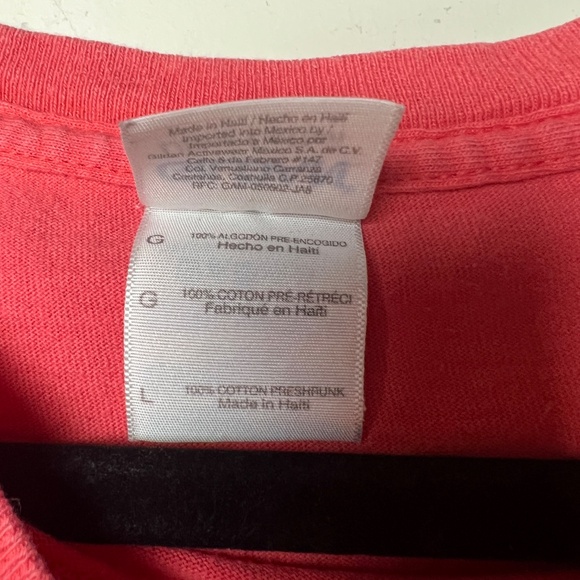 Made in Haiti / Hecho en Haiti
Imported into Mexico by /
Importado a México por
Gildan Activewear México S.A. de C.V.
Calle 5 de Febrero #147
Col. Venustiano Carranza
Castaños, Coahuila C.P. 25870
RFC: GAM-050902-JA8
G 100% ALGODÓN PRE-ENCOGIDO
Hecho en Haití
G 100% COTON PRÉ-RÉTRÉCI
Fabriqué en Haïti
L 100% COTTON PRESHRUNK
Made in Haiti